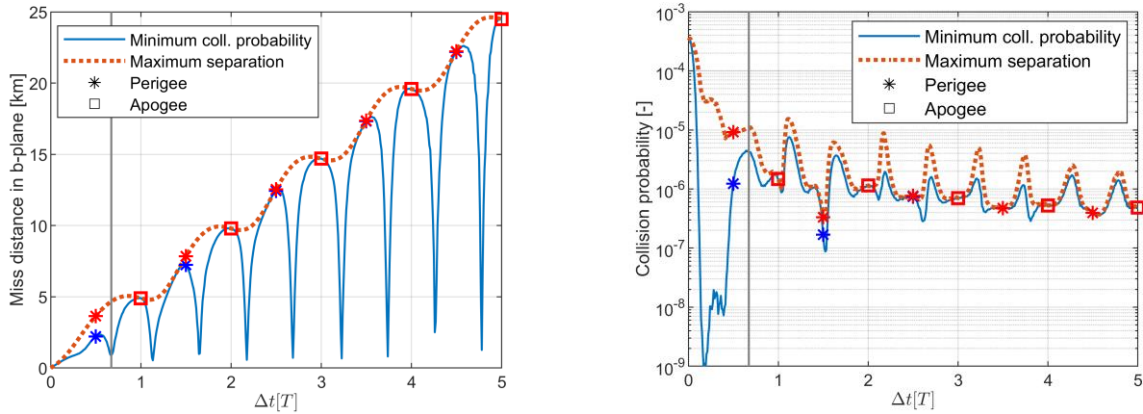 Minimum coll. probability
Maximum separation
Perigee
Apogee
Miss distance in b-plane [km]
25
20
15
10
5
0
0 1 2 3 4 5
Δt[T]
Minimum coll. probability
Maximum separation
Perigee
Apogee
Collision probability [-]
10^-3
10^-4
10^-5
10^-6
10^-7
10^-8
10^-9
0 1 2 3 4 5
Δt[T]